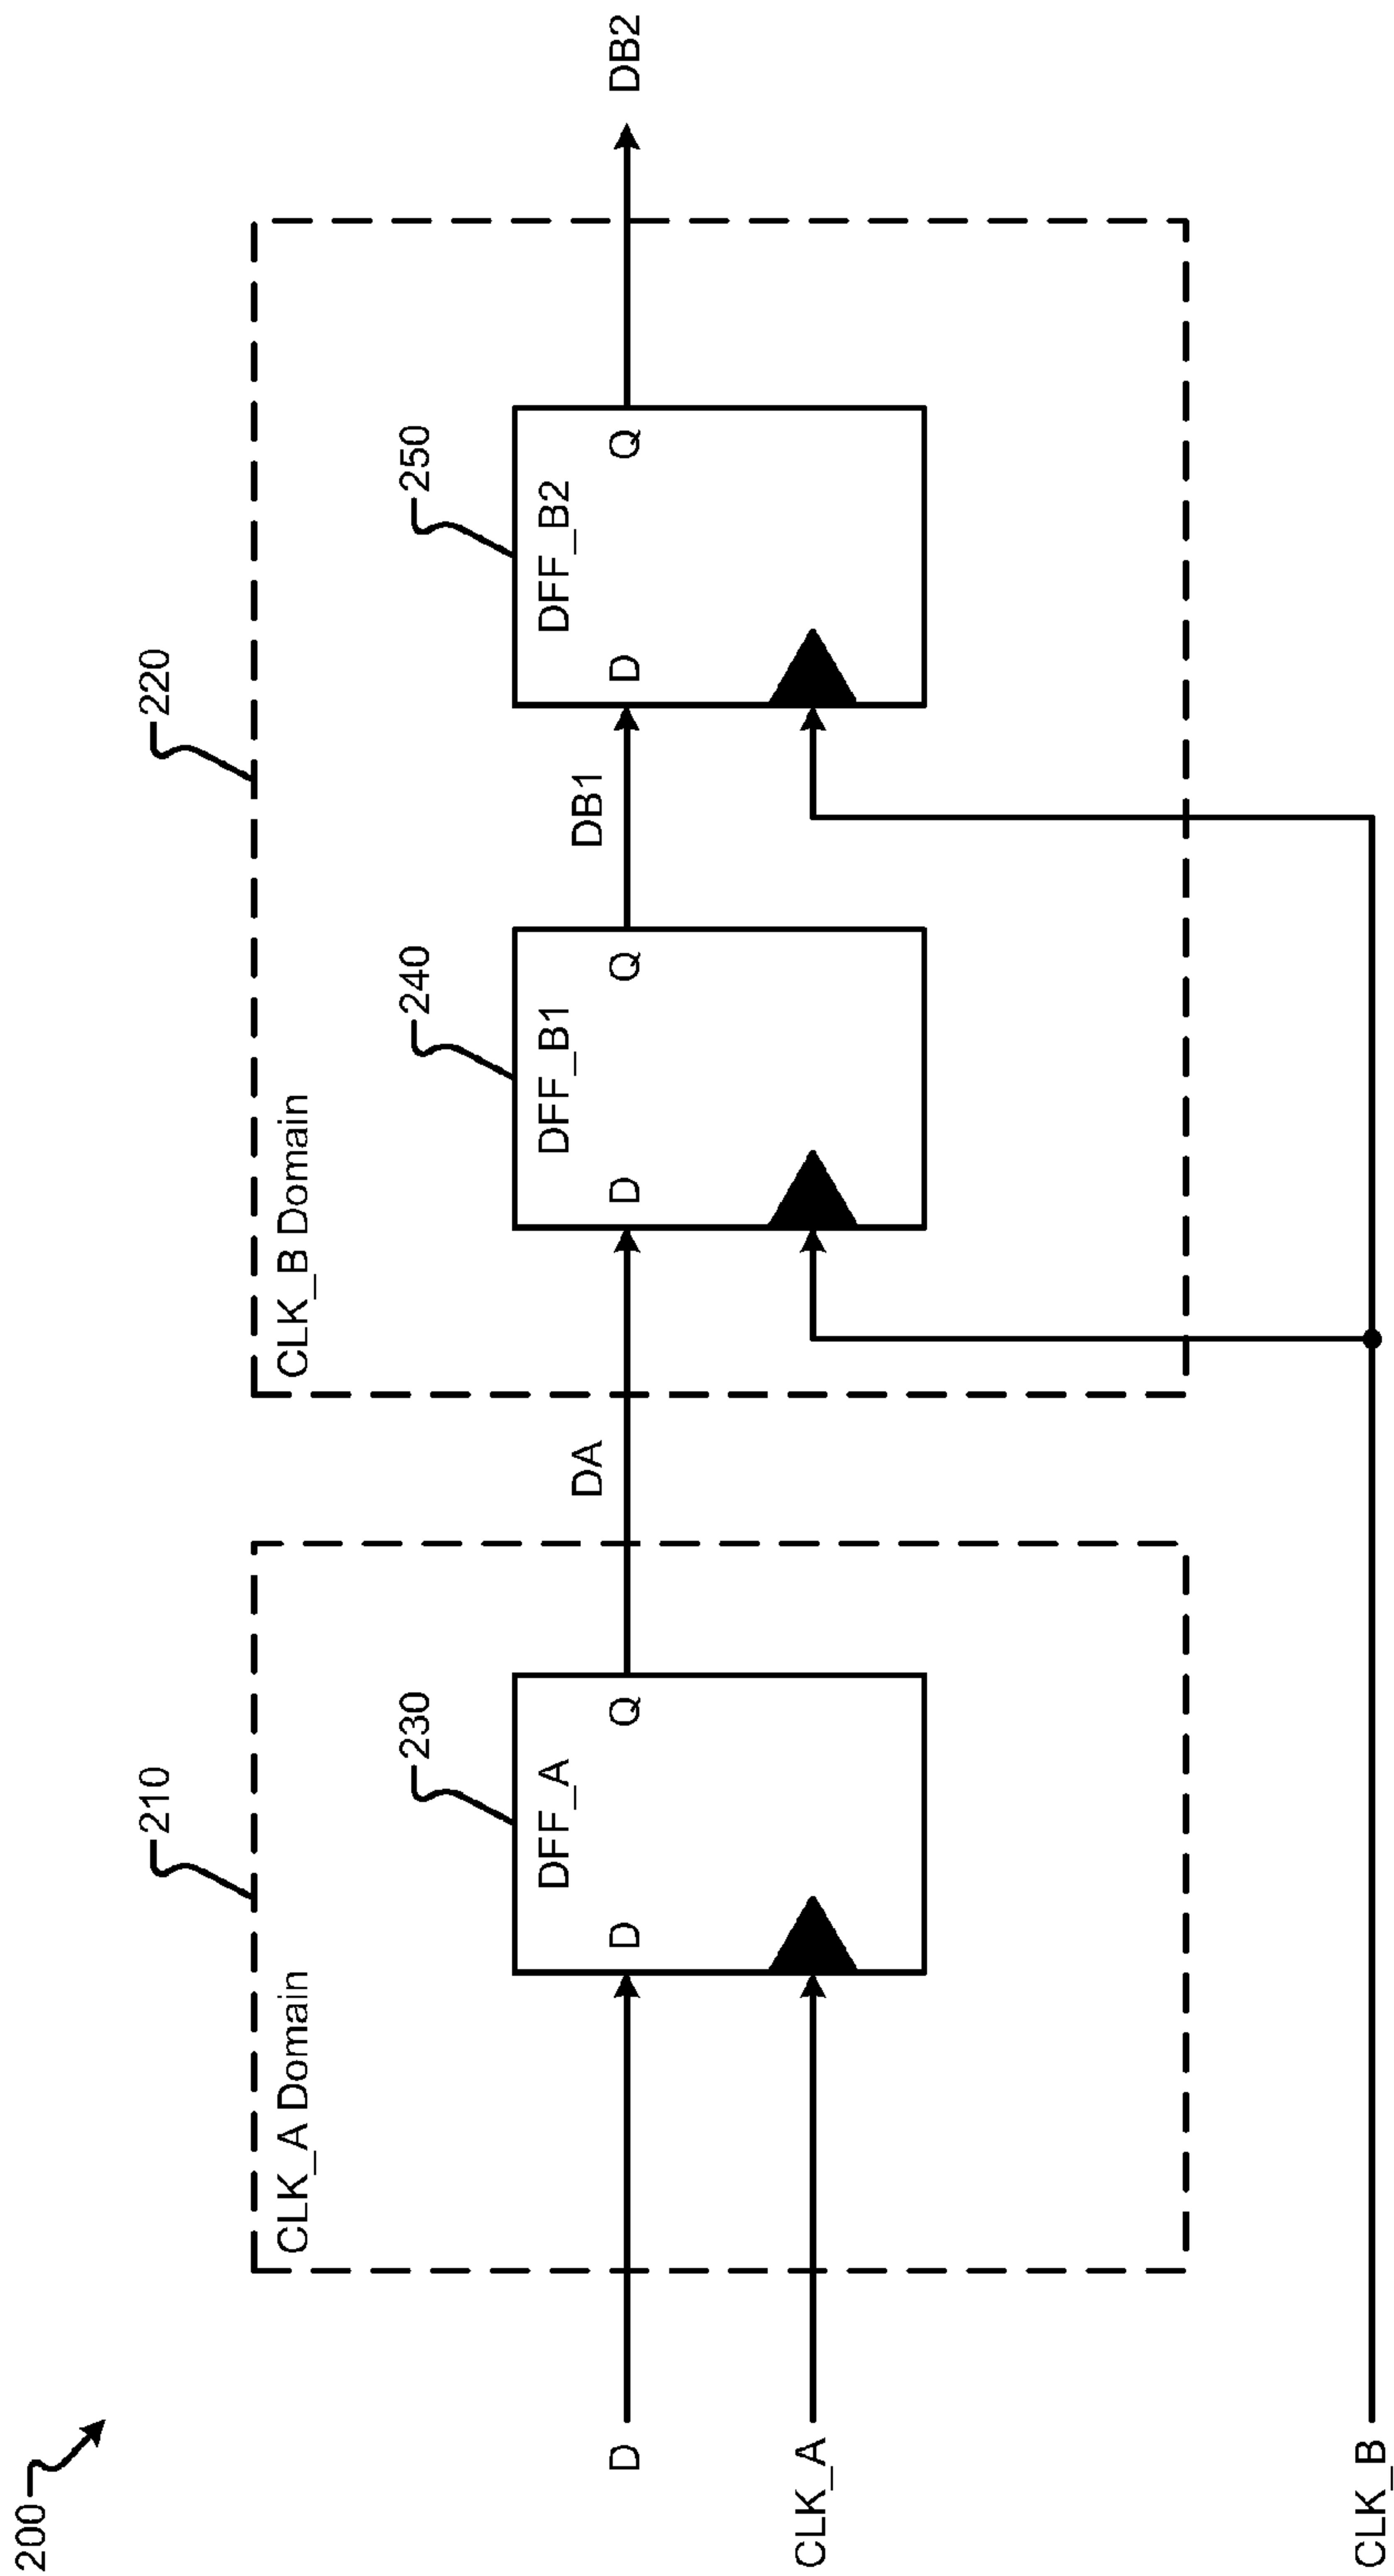 200
210
220
CLK_A Domain
CLK_B Domain
230
240
250
DFF_A
DFF_B1
DFF_B2
D
D
Q
DA
D
Q
DB1
D
Q
DB2
CLK_A
CLK_B